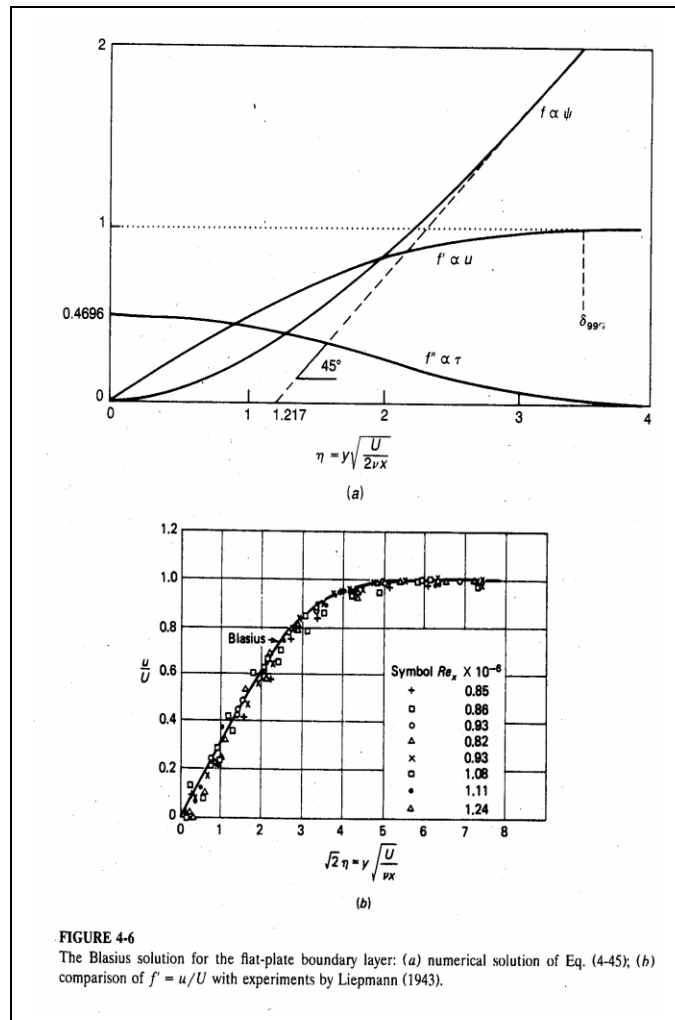 2
f ∝ ψ
1
f′ ∝ u
0.4696
δ99%
f″ ∝ τ
45°
0
0 1 1.217 2 3 4
η = y√(U/2νx)
(a)
1.2
1.0
0.8
Blasius
u/U
0.6
Symbol Re_x × 10⁻⁶
+ 0.85
□ 0.86
○ 0.93
△ 0.82
× 0.93
□ 1.08
• 1.11
△ 1.24
0.4
0.2
0
0 1 2 3 4 5 6 7 8
√2 η = y√(U/νx)
(b)
FIGURE 4-6
The Blasius solution for the flat-plate boundary layer: (a) numerical solution of Eq. (4-45); (b)
comparison of f′ = u/U with experiments by Liepmann (1943).